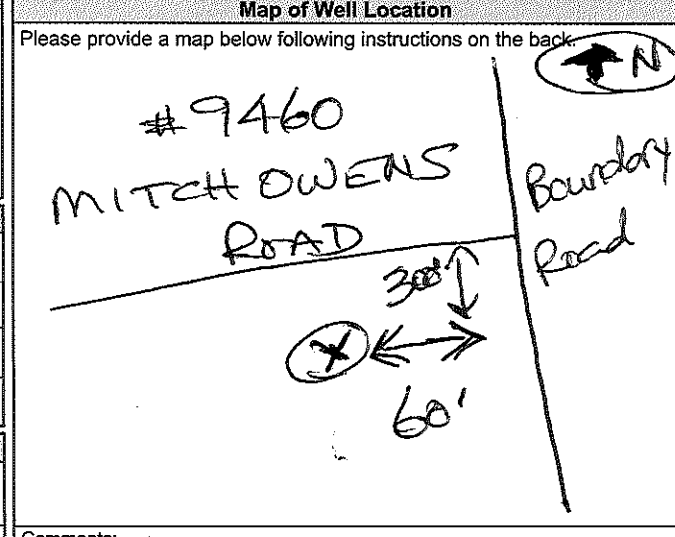 Map of Well Location
Please provide a map below following instructions on the back.
N
#9460
MITCH OWENS
ROAD
Boundary
Road
300'
X
60'
Comments: